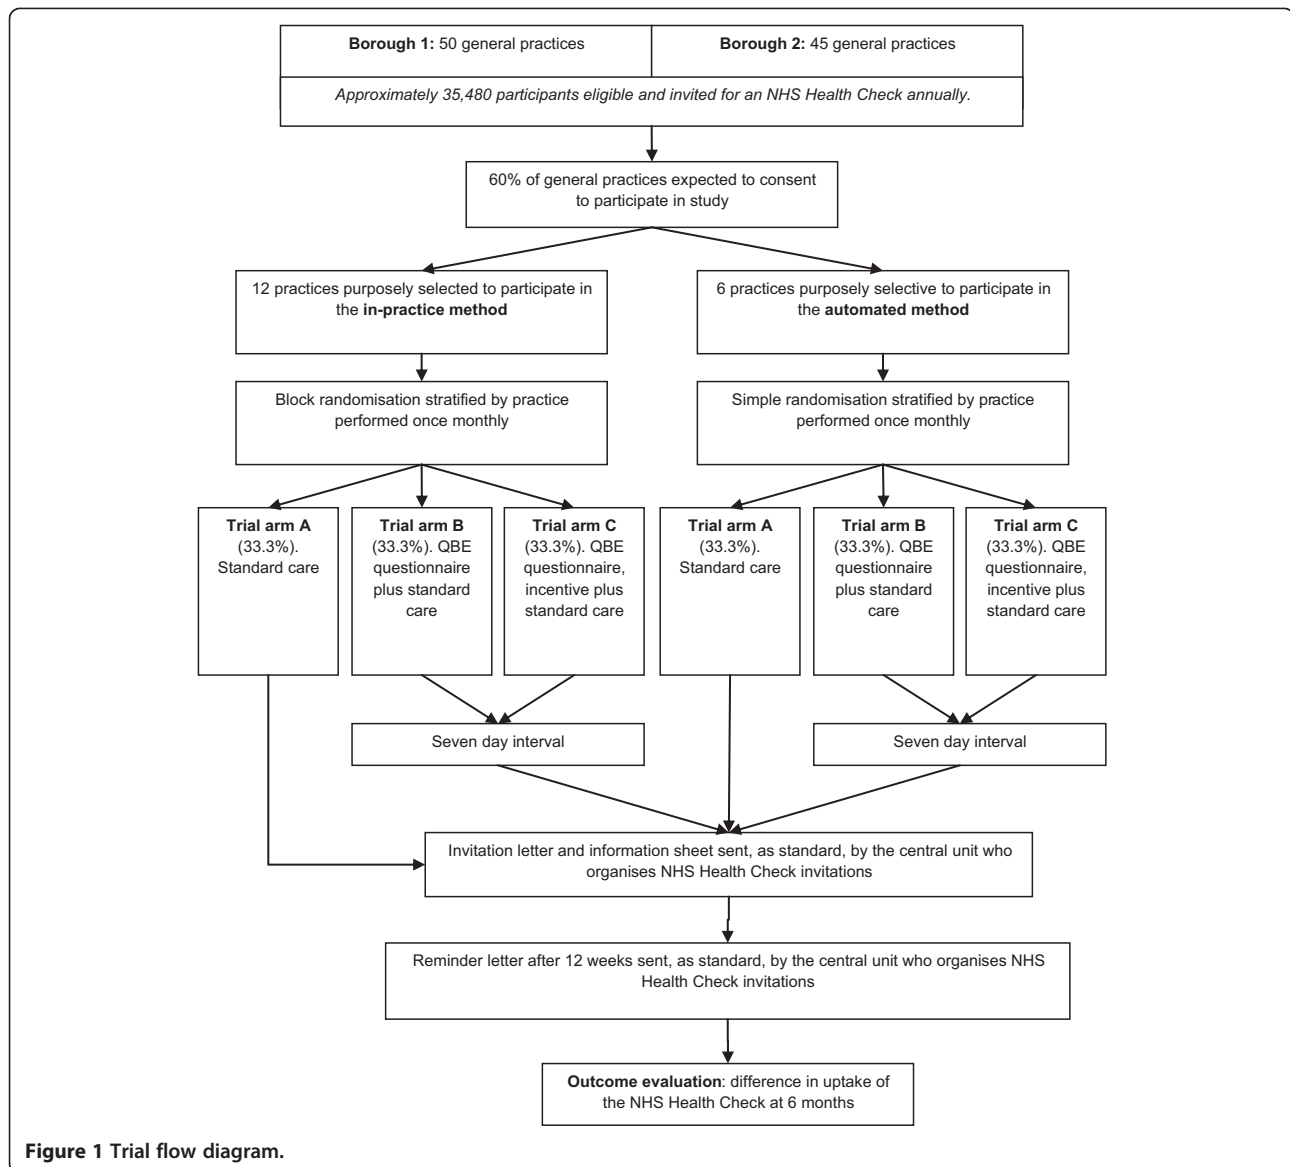 Borough 1: 50 general practices
Borough 2: 45 general practices
Approximately 35,480 participants eligible and invited for an NHS Health Check annually.
60% of general practices expected to consent
to participate in study
12 practices purposely selected to participate in
the in-practice method
6 practices purposely selective to participate in
the automated method
Block randomisation stratified by practice
performed once monthly
Simple randomisation stratified by practice
performed once monthly
Trial arm A
(33.3%).
Standard care
Trial arm B
(33.3%). QBE
questionnaire
plus standard
care
Trial arm C
(33.3%). QBE
questionnaire,
incentive plus
standard care
Trial arm A
(33.3%).
Standard care
Trial arm B
(33.3%). QBE
questionnaire
plus standard
care
Trial arm C
(33.3%). QBE
questionnaire,
incentive plus
standard care
Seven day interval
Seven day interval
Invitation letter and information sheet sent, as standard, by the central unit who
organises NHS Health Check invitations
Reminder letter after 12 weeks sent, as standard, by the central unit who organises NHS
Health Check invitations
Outcome evaluation: difference in uptake of
the NHS Health Check at 6 months
Figure 1 Trial flow diagram.